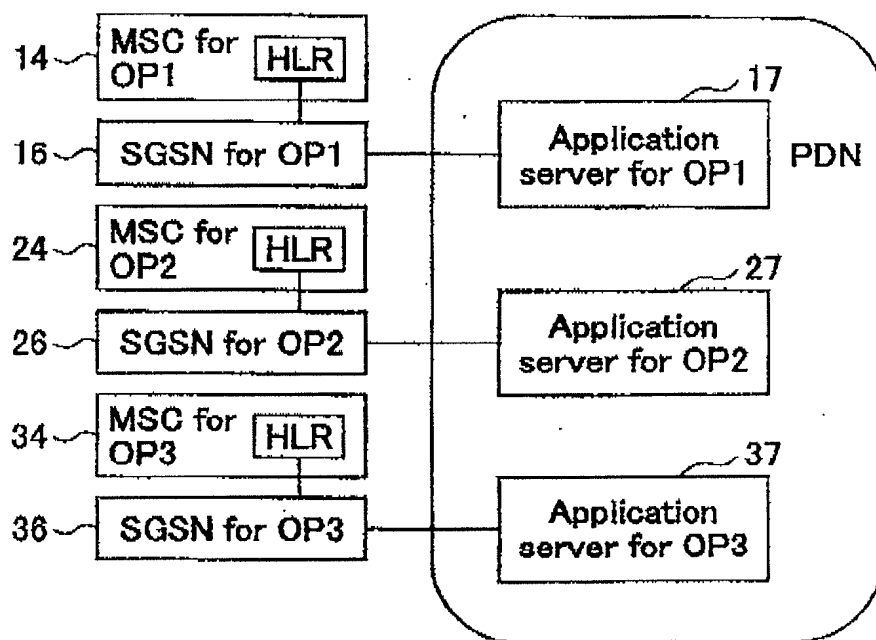 14
MSC for
OP1
HLR
16
SGSN for OP1
24
MSC for
OP2
HLR
26
SGSN for OP2
34
MSC for
OP3
HLR
36
SGSN for OP3
17
Application
server for OP1
PDN
27
Application
server for OP2
37
Application
server for OP3